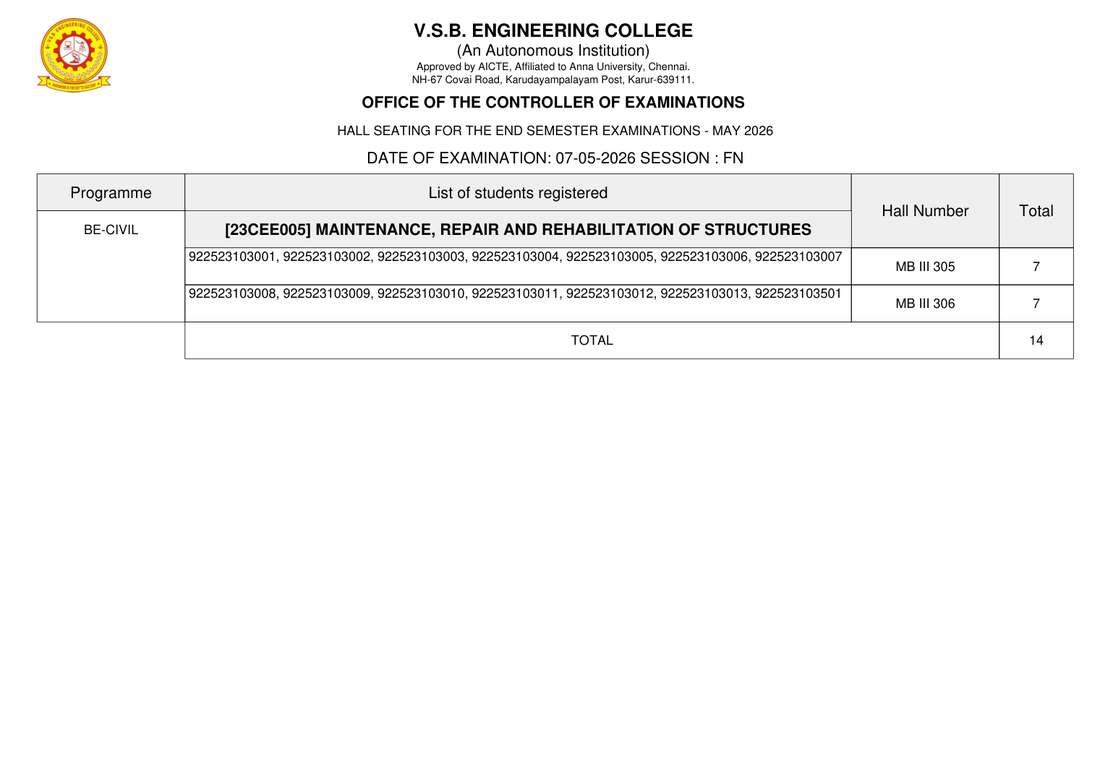 V.S.B. ENGINEERING COLLEGE
(An Autonomous Institution)
Approved by AICTE, Affiliated to Anna University, Chennai.
NH-67 Covai Road, Karudayampalayam Post, Karur-639111.
OFFICE OF THE CONTROLLER OF EXAMINATIONS
HALL SEATING FOR THE END SEMESTER EXAMINATIONS - MAY 2026
DATE OF EXAMINATION: 07-05-2026 SESSION : FN
Programme List of students registered Hall Number Total
BE-CIVIL [23CEE005] MAINTENANCE, REPAIR AND REHABILITATION OF STRUCTURES
922523103001, 922523103002, 922523103003, 922523103004, 922523103005, 922523103006, 922523103007 MB III 305 7
922523103008, 922523103009, 922523103010, 922523103011, 922523103012, 922523103013, 922523103501 MB III 306 7
TOTAL 14